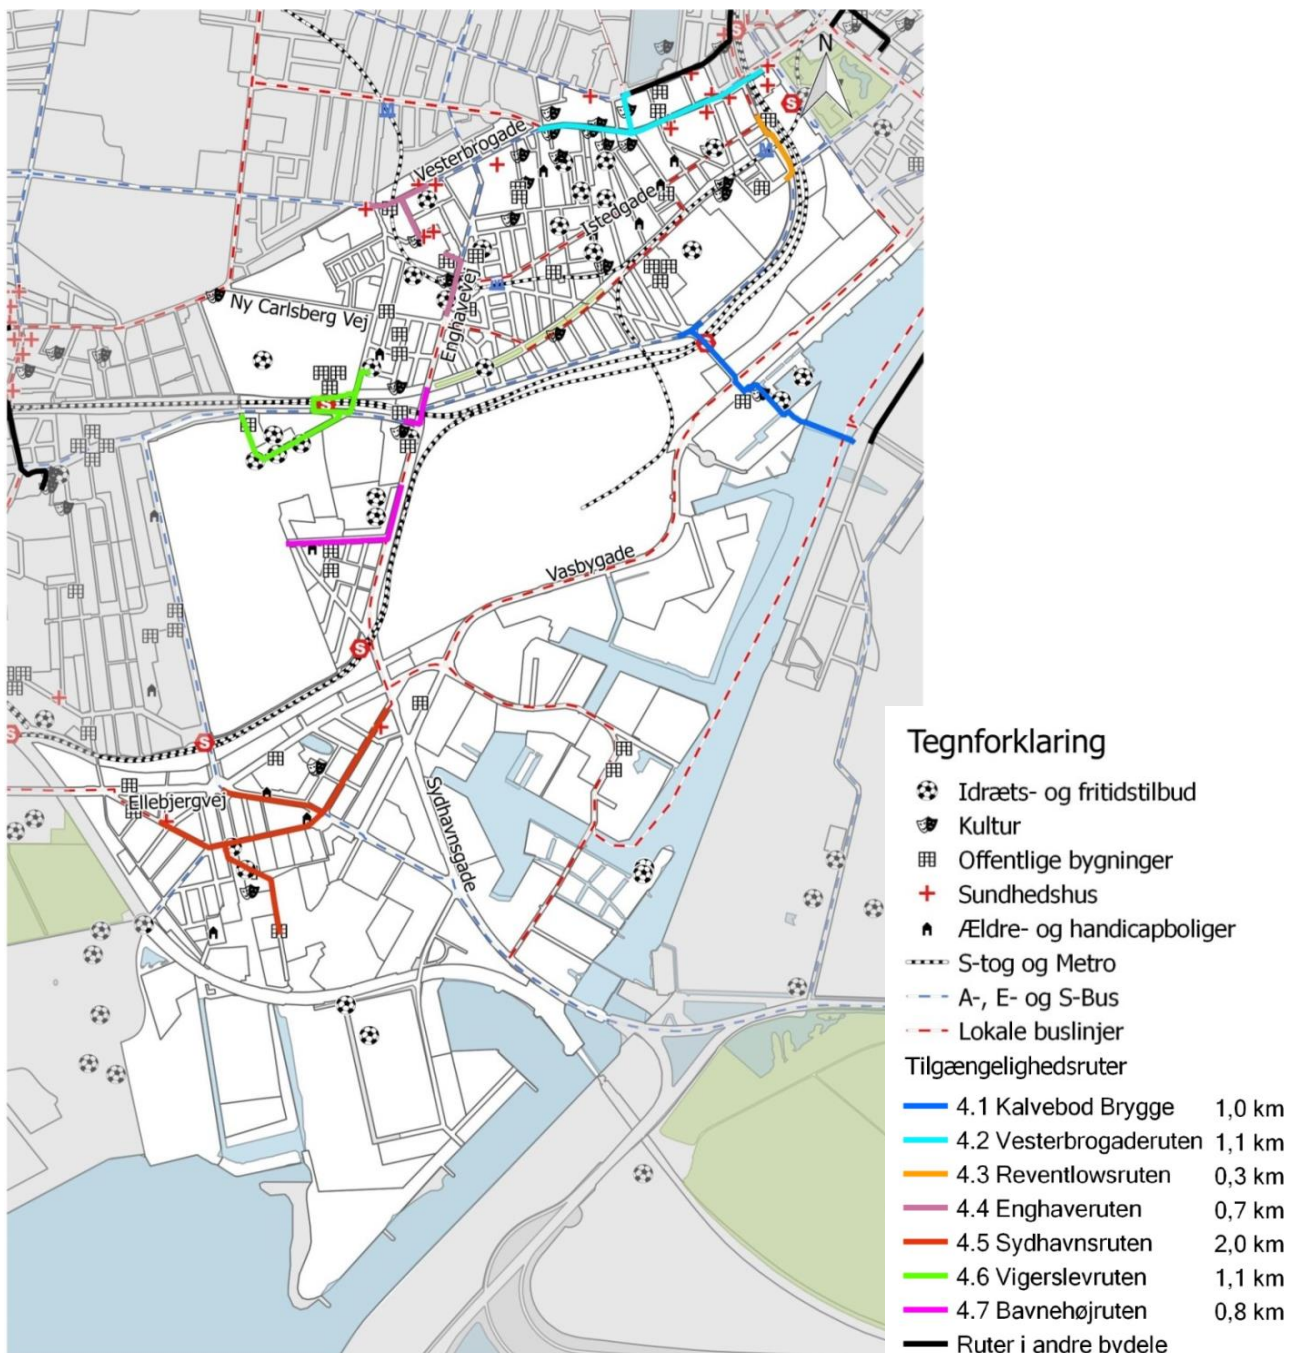 N
Vesterbrogade
Istedgade
Ny Carlsberg Vej
Enghavevej
Vasbygade
Ellebjergvej
Sydhavnsgade
S
S
S
S
S
S
M
M
M
Tegnforklaring
Idræts- og fritidstilbud
Kultur
Offentlige bygninger
Sundhedshus
Ældre- og handicapboliger
S-tog og Metro
A-, E- og S-Bus
Lokale buslinjer
Tilgængelighedsruter
4.1 Kalvebod Brygge 1,0 km
4.2 Vesterbrogaderuten 1,1 km
4.3 Reventlowsruten 0,3 km
4.4 Enghaveruten 0,7 km
4.5 Sydhavnsruten 2,0 km
4.6 Vigerslevruten 1,1 km
4.7 Bavnehøjruten 0,8 km
Ruter i andre bydele